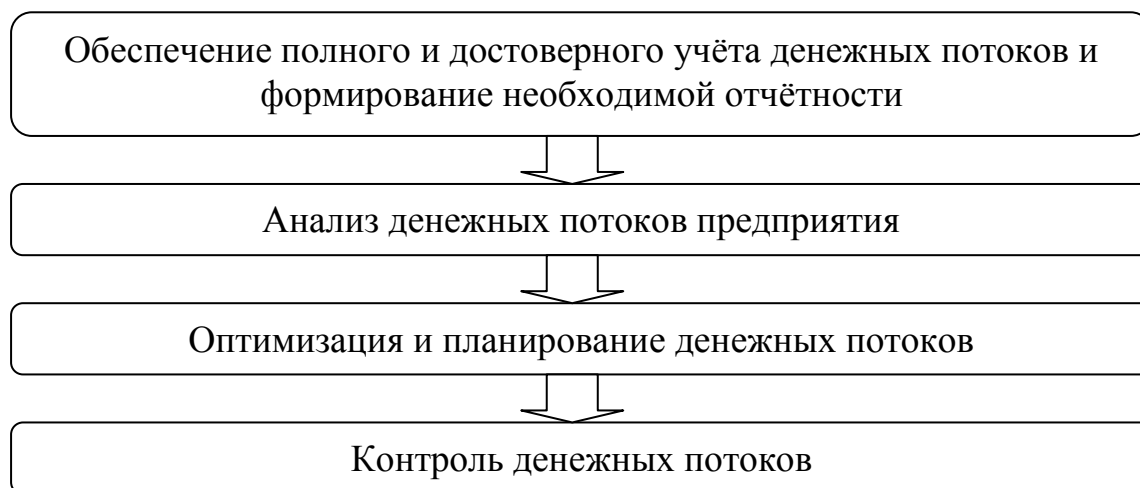 Обеспечение полного и достоверного учёта денежных потоков и
формирование необходимой отчётности
Анализ денежных потоков предприятия
Оптимизация и планирование денежных потоков
Контроль денежных потоков